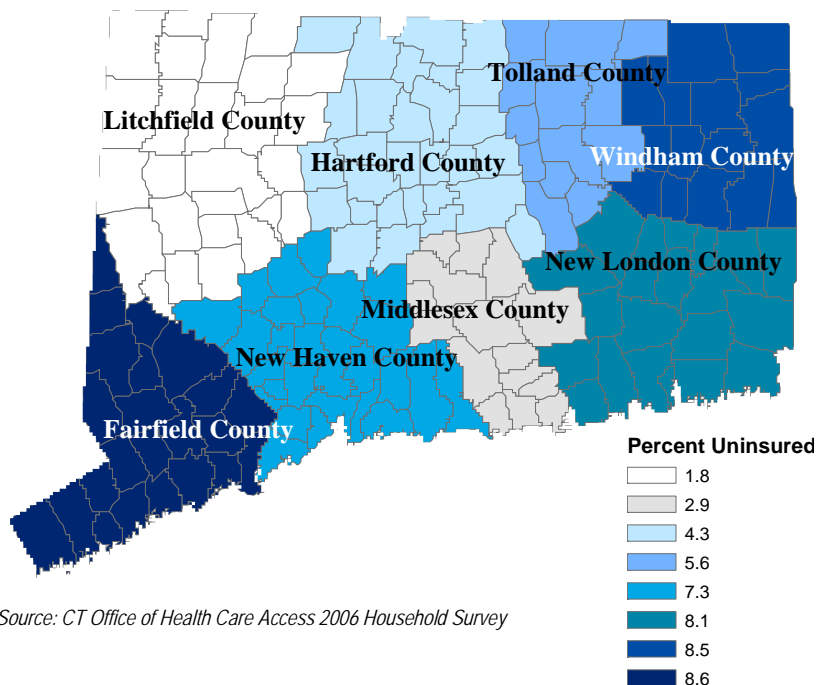 Tolland County
Litchfield County
Hartford County
Windham County
New London County
Middlesex County
New Haven County
Fairfield County
Percent Uninsured
1.8
2.9
4.3
5.6
7.3
8.1
8.5
8.6
Source: CT Office of Health Care Access 2006 Household Survey